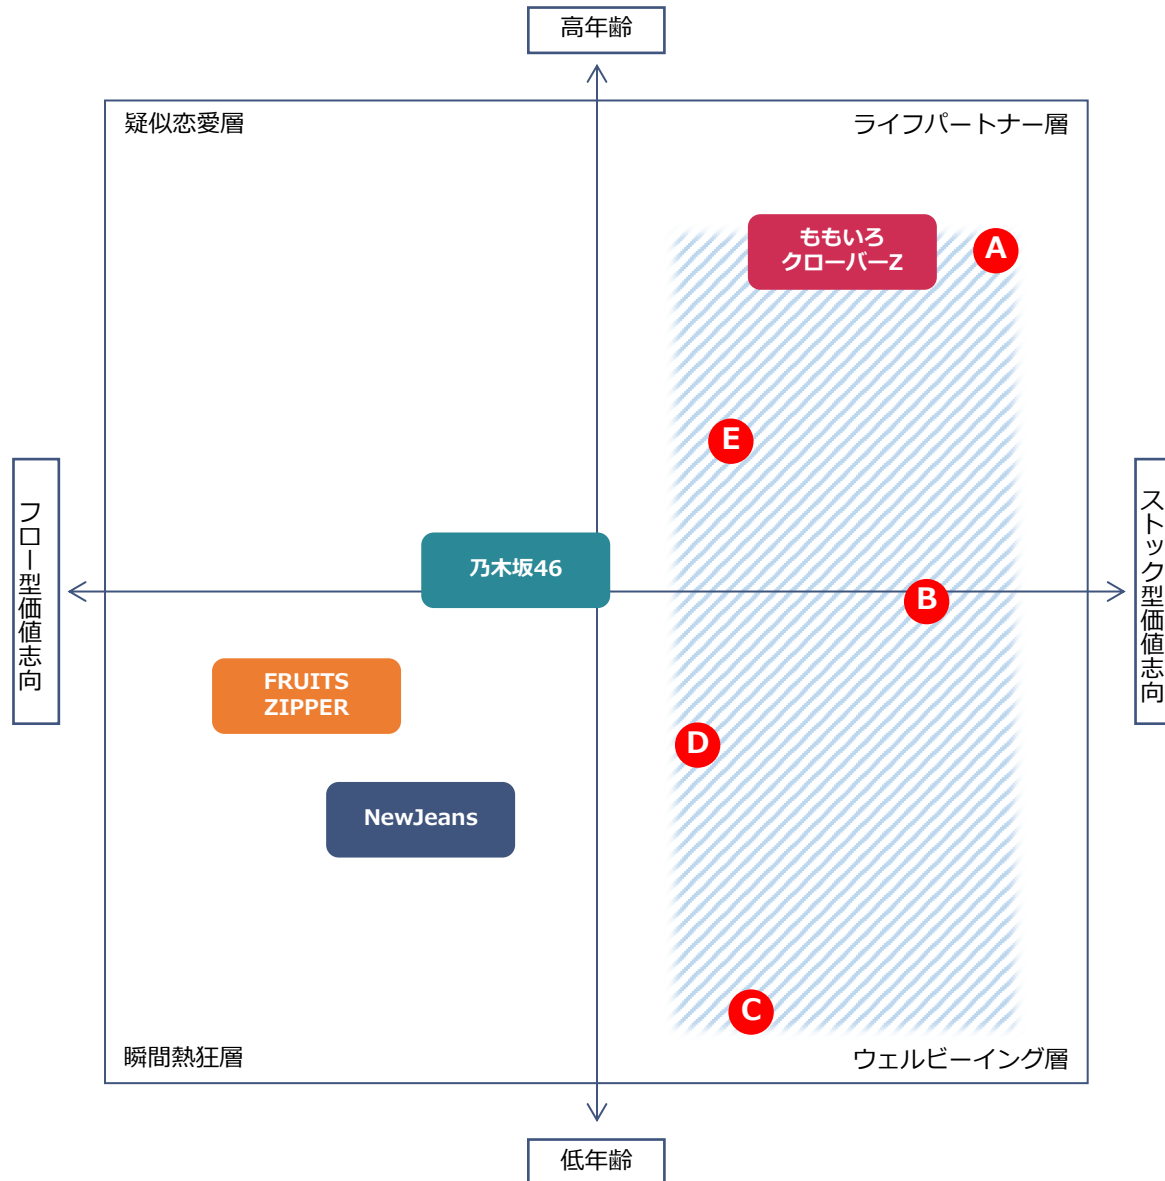 高年齢
疑似恋愛層
ライフパートナー層
ももいろ
クローバーZ
A
E
フロー型価値志向
ストック型価値志向
乃木坂46
B
FRUITS
ZIPPER
D
NewJeans
C
瞬間熱狂層
ウェルビーイング層
低年齢